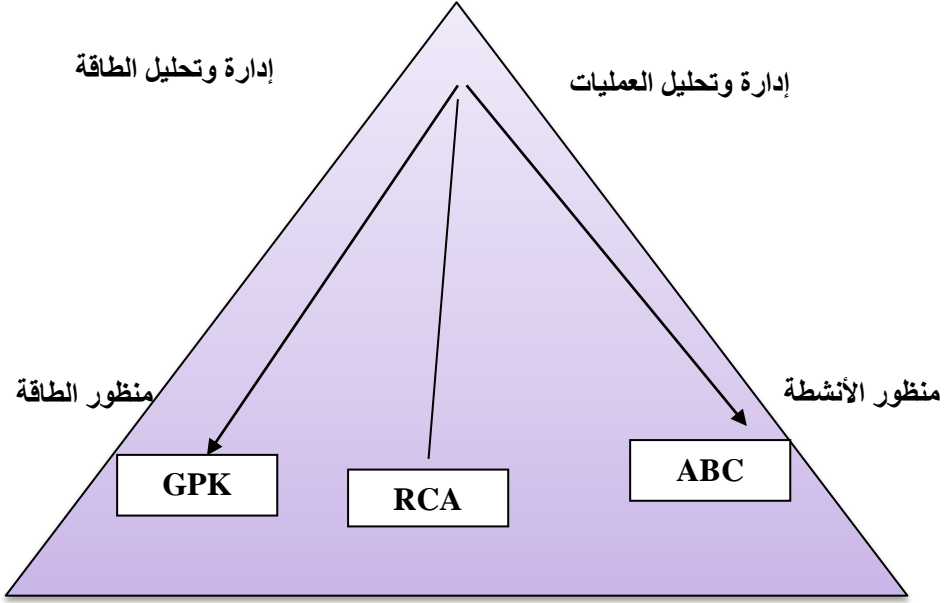 إدارة وتحليل العمليات
إدارة وتحليل الطاقة
منظور الأنشطة
منظور الطاقة
ABC
RCA
GPK